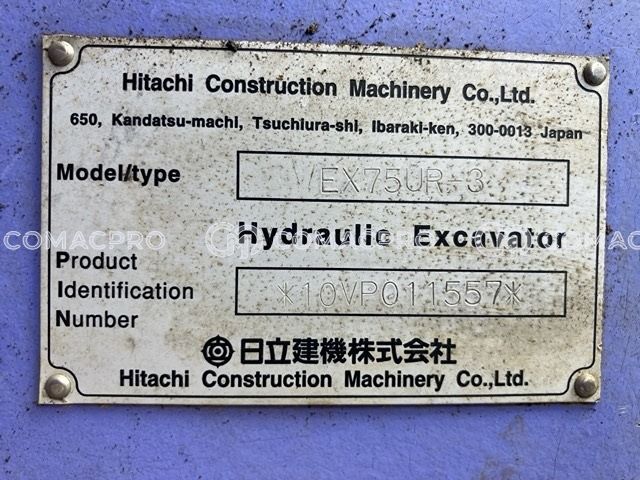 Hitachi Construction Machinery Co.,Ltd.
650, Kandatsu-machi, Tsuchiura-shi, Ibaraki-ken, 300-0013 Japan
Model/type EX75UR-3
Hydraulic Excavator
COMACPRO COMACPRO COMAC
Product
Identification *10VP011557*
Number
日立建機株式会社
Hitachi Construction Machinery Co.,Ltd.